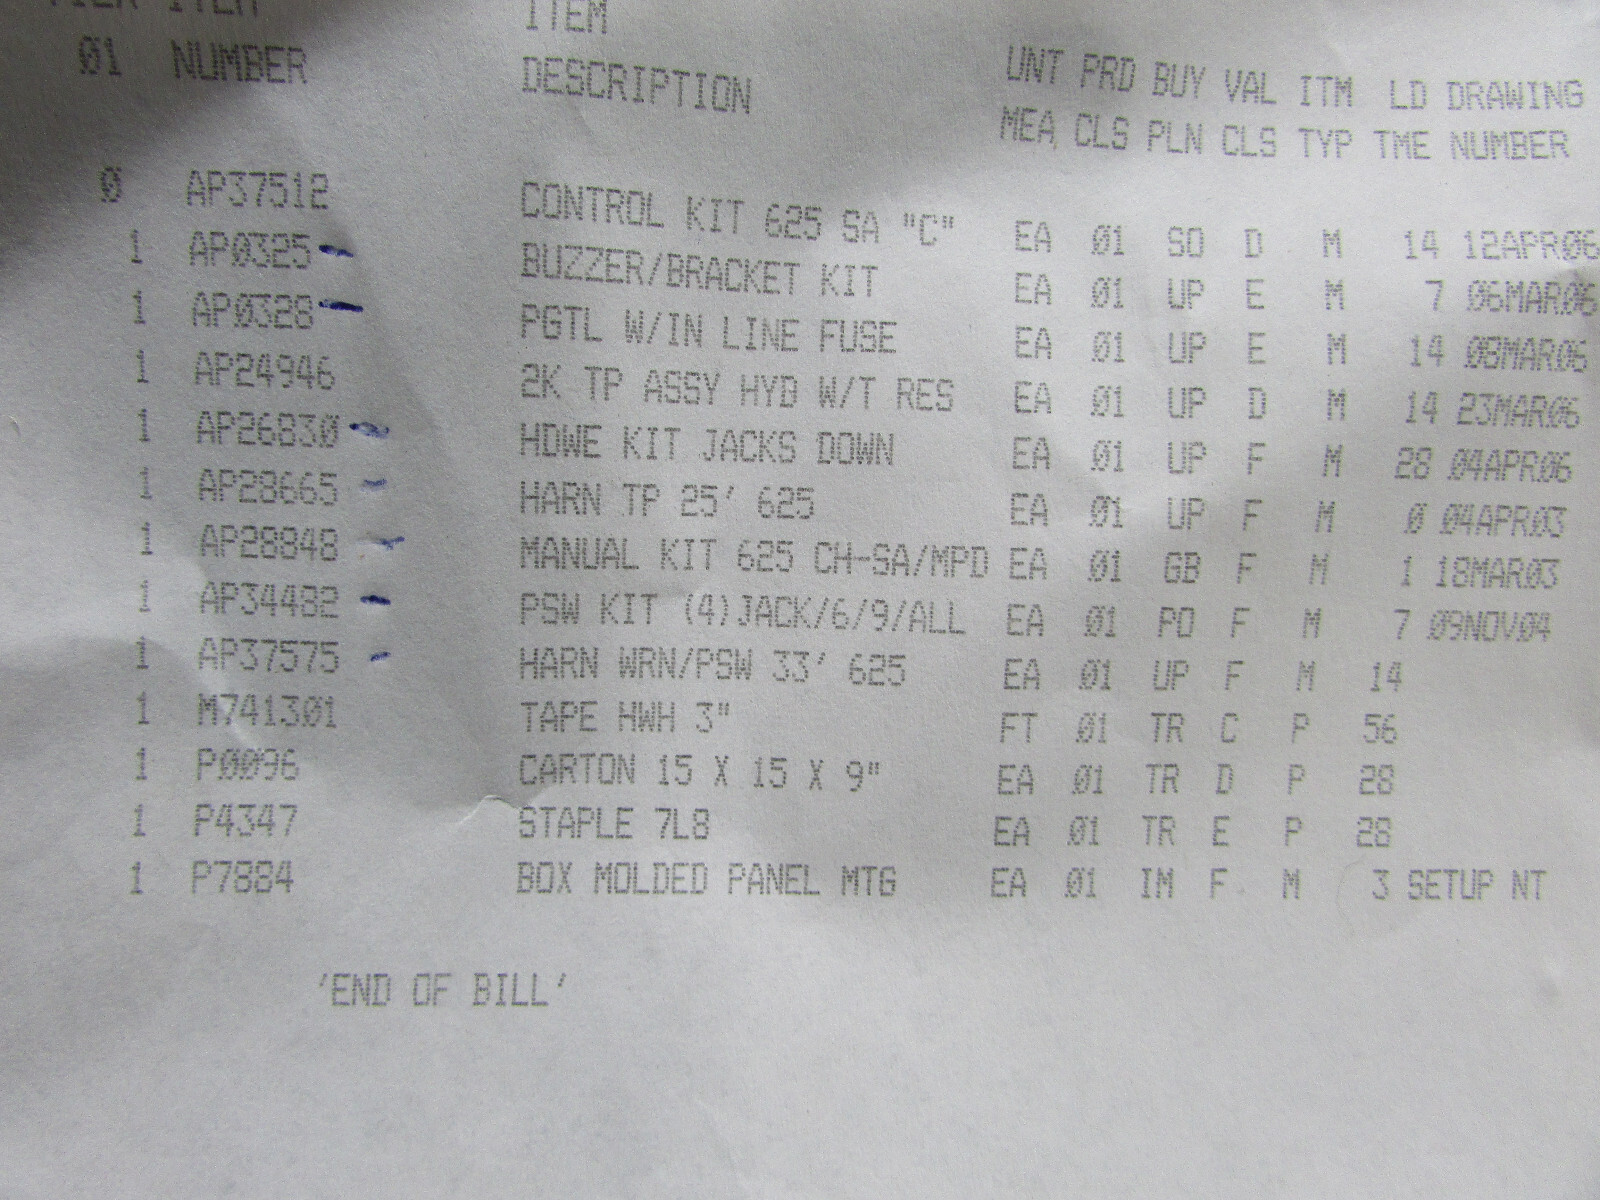 ITEM ITEM
01 NUMBER DESCRIPTION UNT PRD BUY VAL ITM LD DRAWING
MEA CLS PLN CLS TYP TME NUMBER
0 AP37512 CONTROL KIT 625 SA "C" EA 01 SO D M 14 12APR06
1 AP0325 BUZZER/BRACKET KIT EA 01 UP E M 7 06MAR06
1 AP0328 PGTL W/IN LINE FUSE EA 01 UP E M 14 08MAR06
1 AP24946 2K TP ASSY HYD W/T RES EA 01 UP D M 14 23MAR06
1 AP26830 HDWE KIT JACKS DOWN EA 01 UP F M 28 04APR06
1 AP28665 HARN TP 25' 625 EA 01 UP F M 0 04APR03
1 AP28848 MANUAL KIT 625 CH-SA/MPD EA 01 GB F M 1 18MAR03
1 AP34482 PSW KIT (4)JACK/6/9/ALL EA 01 PO F M 7 09NOV04
1 AP37575 HARN WRN/PSW 33' 625 EA 01 UP F M 14
1 M741301 TAPE HWH 3" FT 01 TR C P 56
1 P0096 CARTON 15 X 15 X 9" EA 01 TR D P 28
1 P4347 STAPLE 7L8 EA 01 TR E P 28
1 P7884 BOX MOLDED PANEL MTG EA 01 IM F M 3 SETUP NT
'END OF BILL'